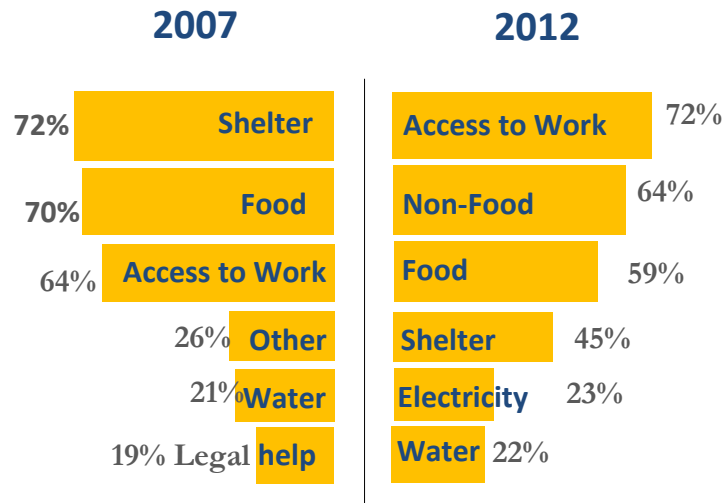 2007
72% Shelter
70% Food
64% Access to Work
26% Other
21% Water
19% Legal help
2012
Access to Work 72%
Non-Food 64%
Food 59%
Shelter 45%
Electricity 23%
Water 22%